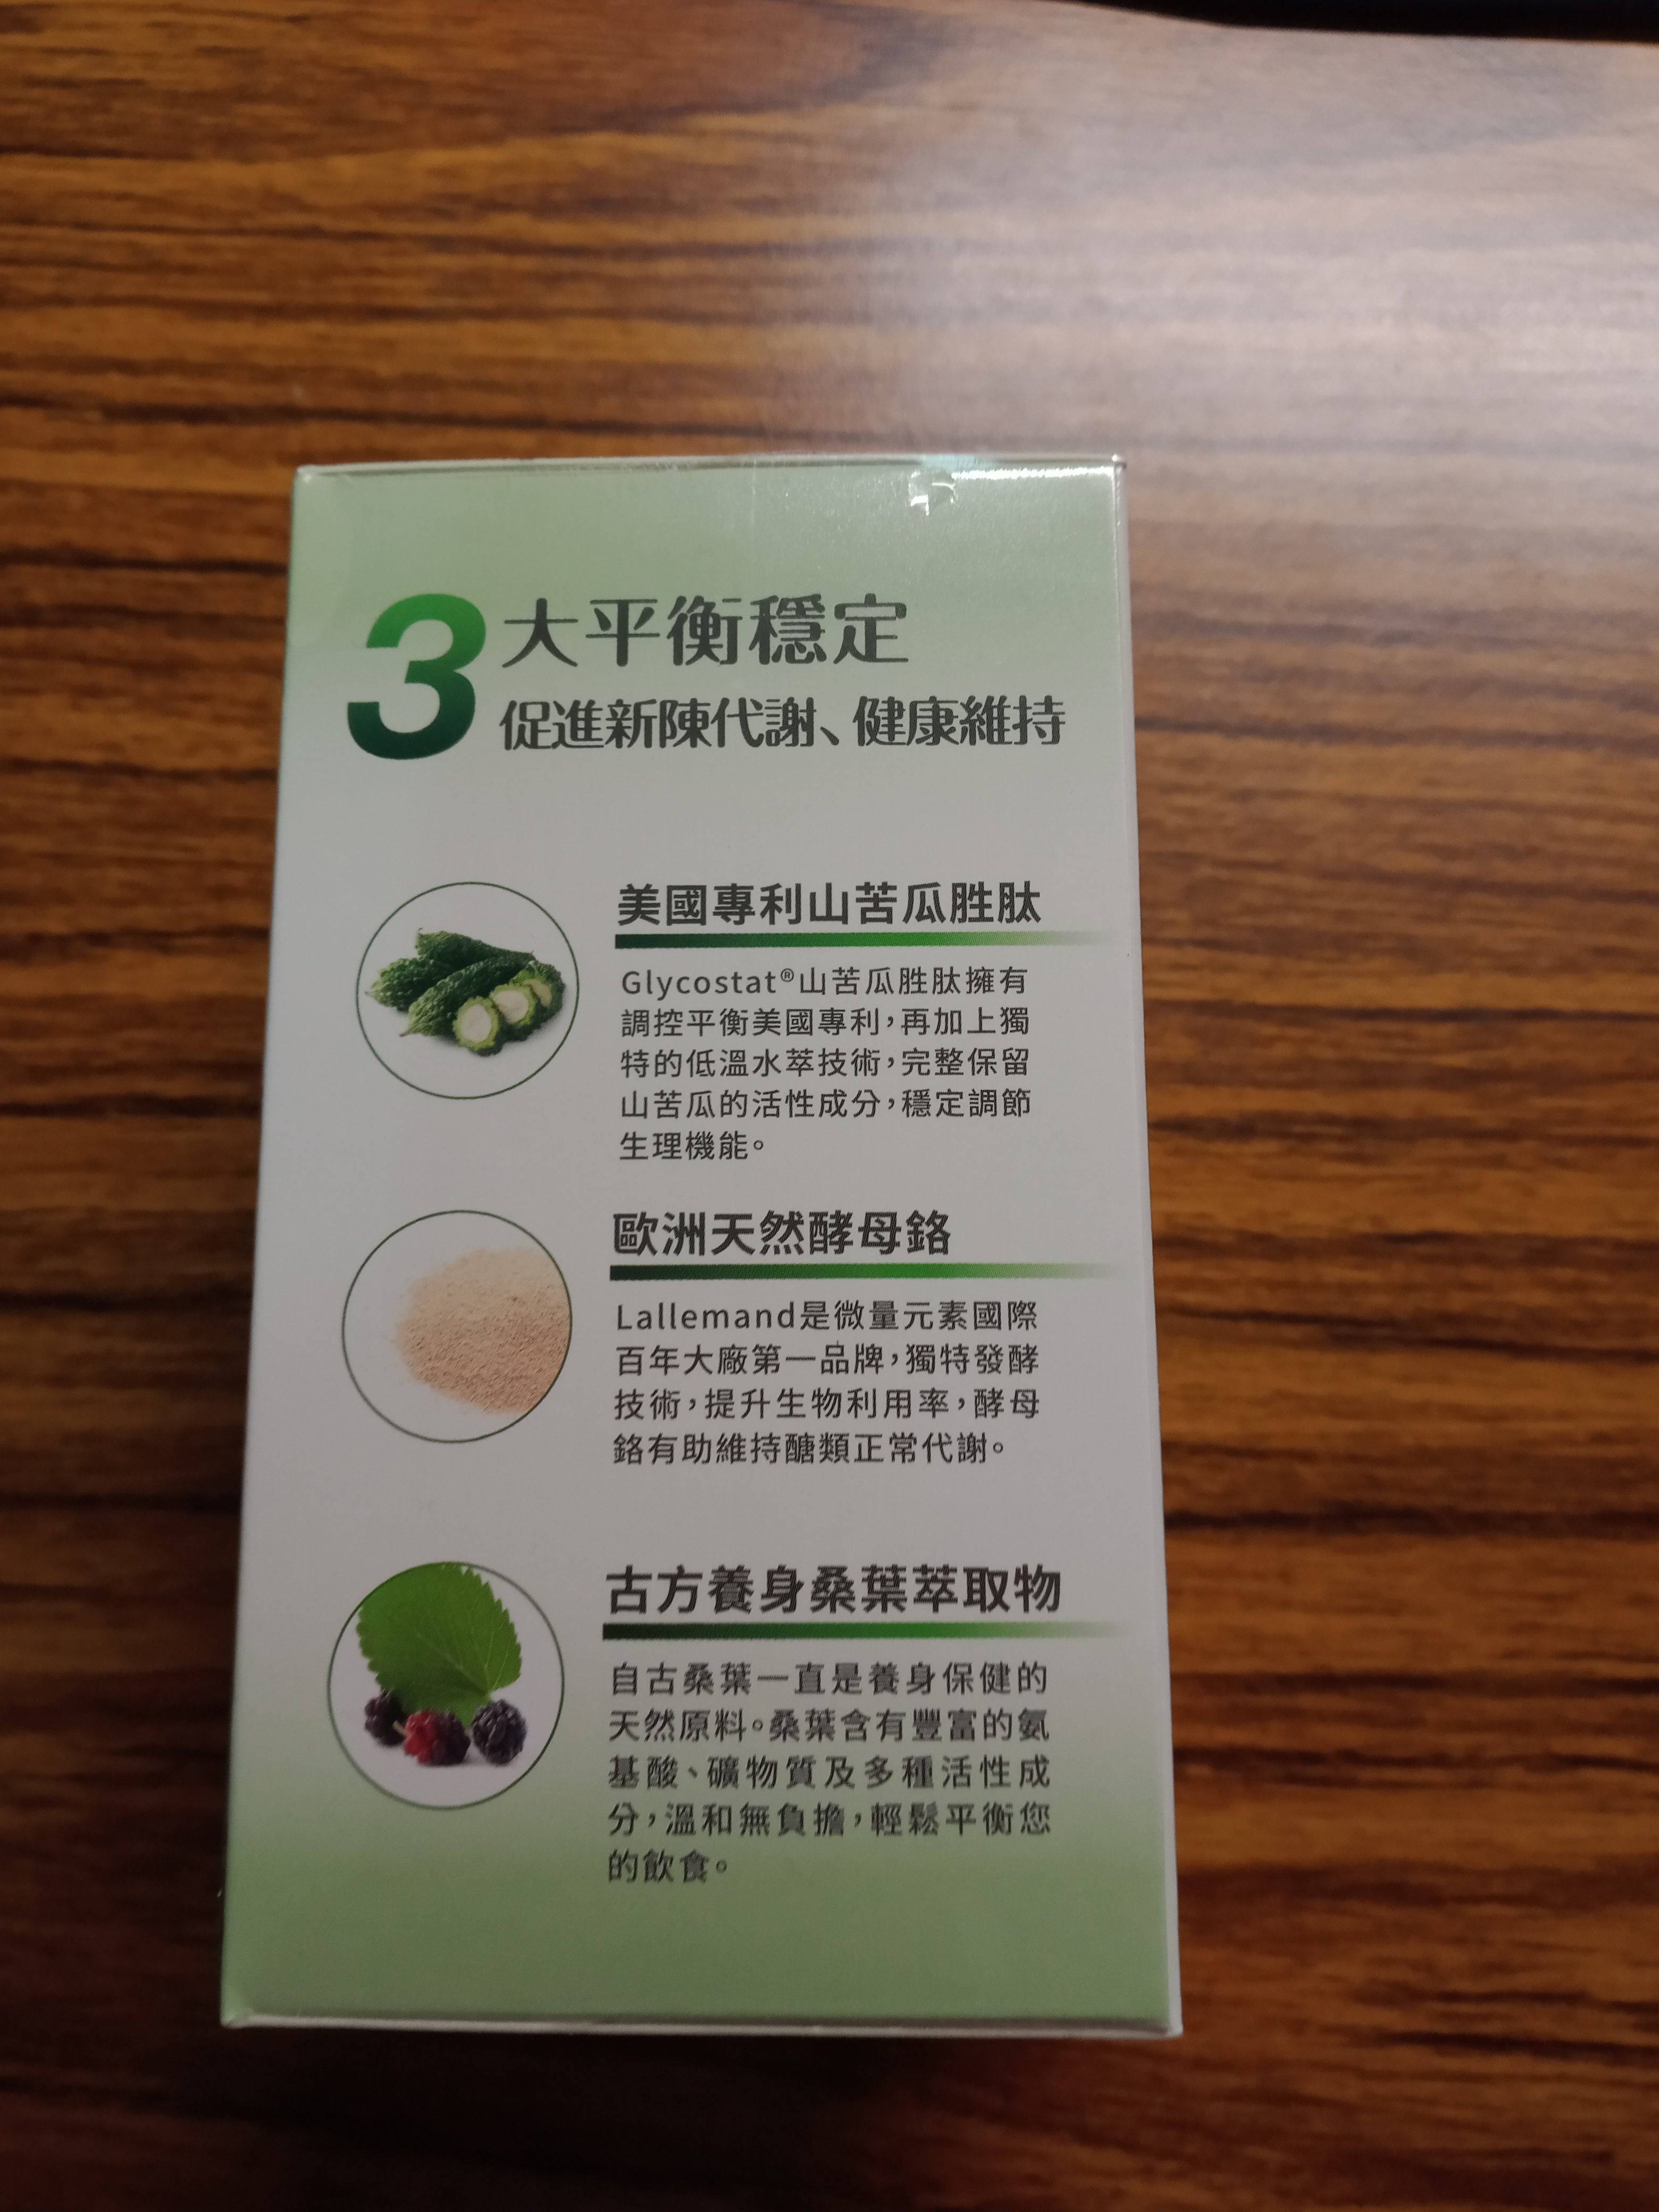 3大平衡穩定
促進新陳代謝、健康維持
美國專利山苦瓜胜肽
Glycostat®山苦瓜胜肽擁有
調控平衡美國專利，再加上獨
特的低溫水萃技術，完整保留
山苦瓜的活性成分，穩定調節
生理機能。
歐洲天然酵母鉻
Lallemand是微量元素國際
百年大廠第一品牌，獨特發酵
技術，提升生物利用率，酵母
鉻有助維持醣類正常代謝。
古方養身桑葉萃取物
自古桑葉一直是養身保健的
天然原料。桑葉含有豐富的氨
基酸、礦物質及多種活性成
分，溫和無負擔，輕鬆平衡您
的飲食。